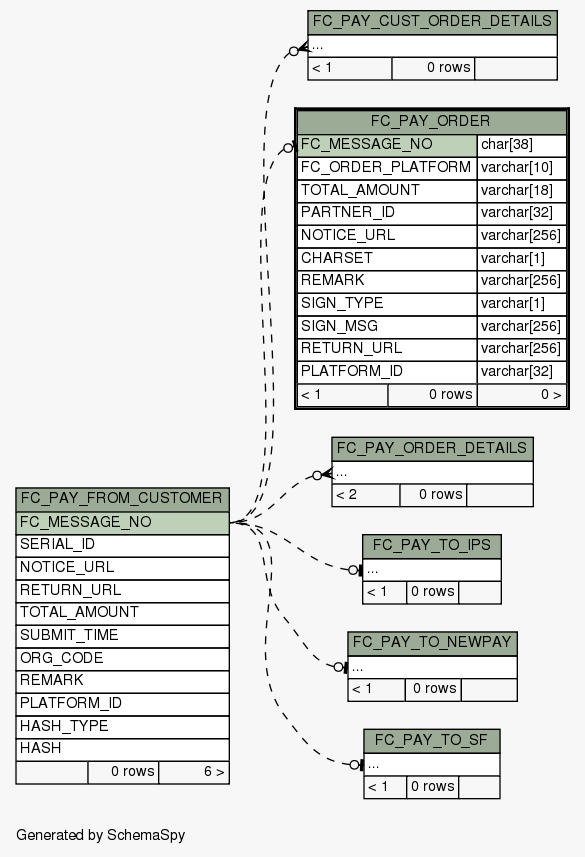 FC_PAY_CUST_ORDER_DETAILS
...
< 1 0 rows
FC_PAY_ORDER
FC_MESSAGE_NO char[38]
FC_ORDER_PLATFORM varchar[10]
TOTAL_AMOUNT varchar[18]
PARTNER_ID varchar[32]
NOTICE_URL varchar[256]
CHARSET varchar[1]
REMARK varchar[256]
SIGN_TYPE varchar[1]
SIGN_MSG varchar[256]
RETURN_URL varchar[256]
PLATFORM_ID varchar[32]
< 1 0 rows 0 >
FC_PAY_ORDER_DETAILS
...
< 2 0 rows
FC_PAY_FROM_CUSTOMER
FC_MESSAGE_NO
SERIAL_ID
NOTICE_URL
RETURN_URL
TOTAL_AMOUNT
SUBMIT_TIME
ORG_CODE
REMARK
PLATFORM_ID
HASH_TYPE
HASH
0 rows 6 >
FC_PAY_TO_IPS
...
< 1 0 rows
FC_PAY_TO_NEWPAY
...
< 1 0 rows
FC_PAY_TO_SF
...
< 1 0 rows
Generated by SchemaSpy